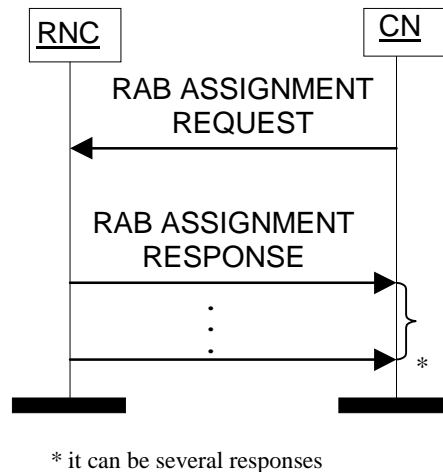 RNC
CN
RAB ASSIGNMENT
REQUEST
RAB ASSIGNMENT
RESPONSE
*
* it can be several responses